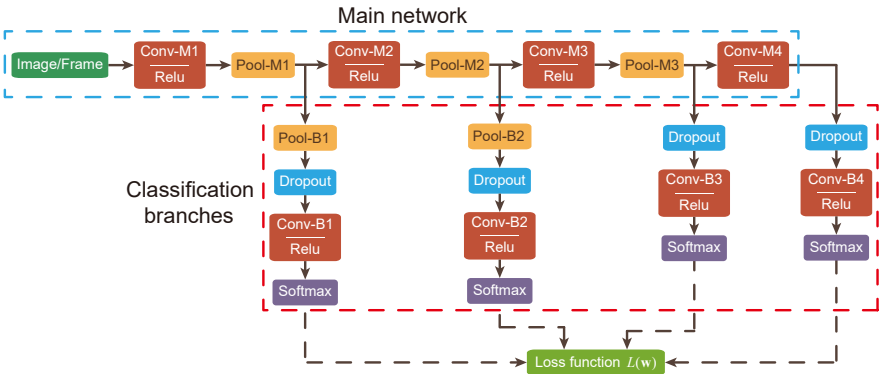 Main network
Image/Frame
Conv-M1
Relu
Pool-M1
Conv-M2
Relu
Pool-M2
Conv-M3
Relu
Pool-M3
Conv-M4
Relu
Classification
branches
Pool-B1
Dropout
Conv-B1
Relu
Softmax
Pool-B2
Dropout
Conv-B2
Relu
Softmax
Dropout
Conv-B3
Relu
Softmax
Dropout
Conv-B4
Relu
Softmax
Loss function L(w)